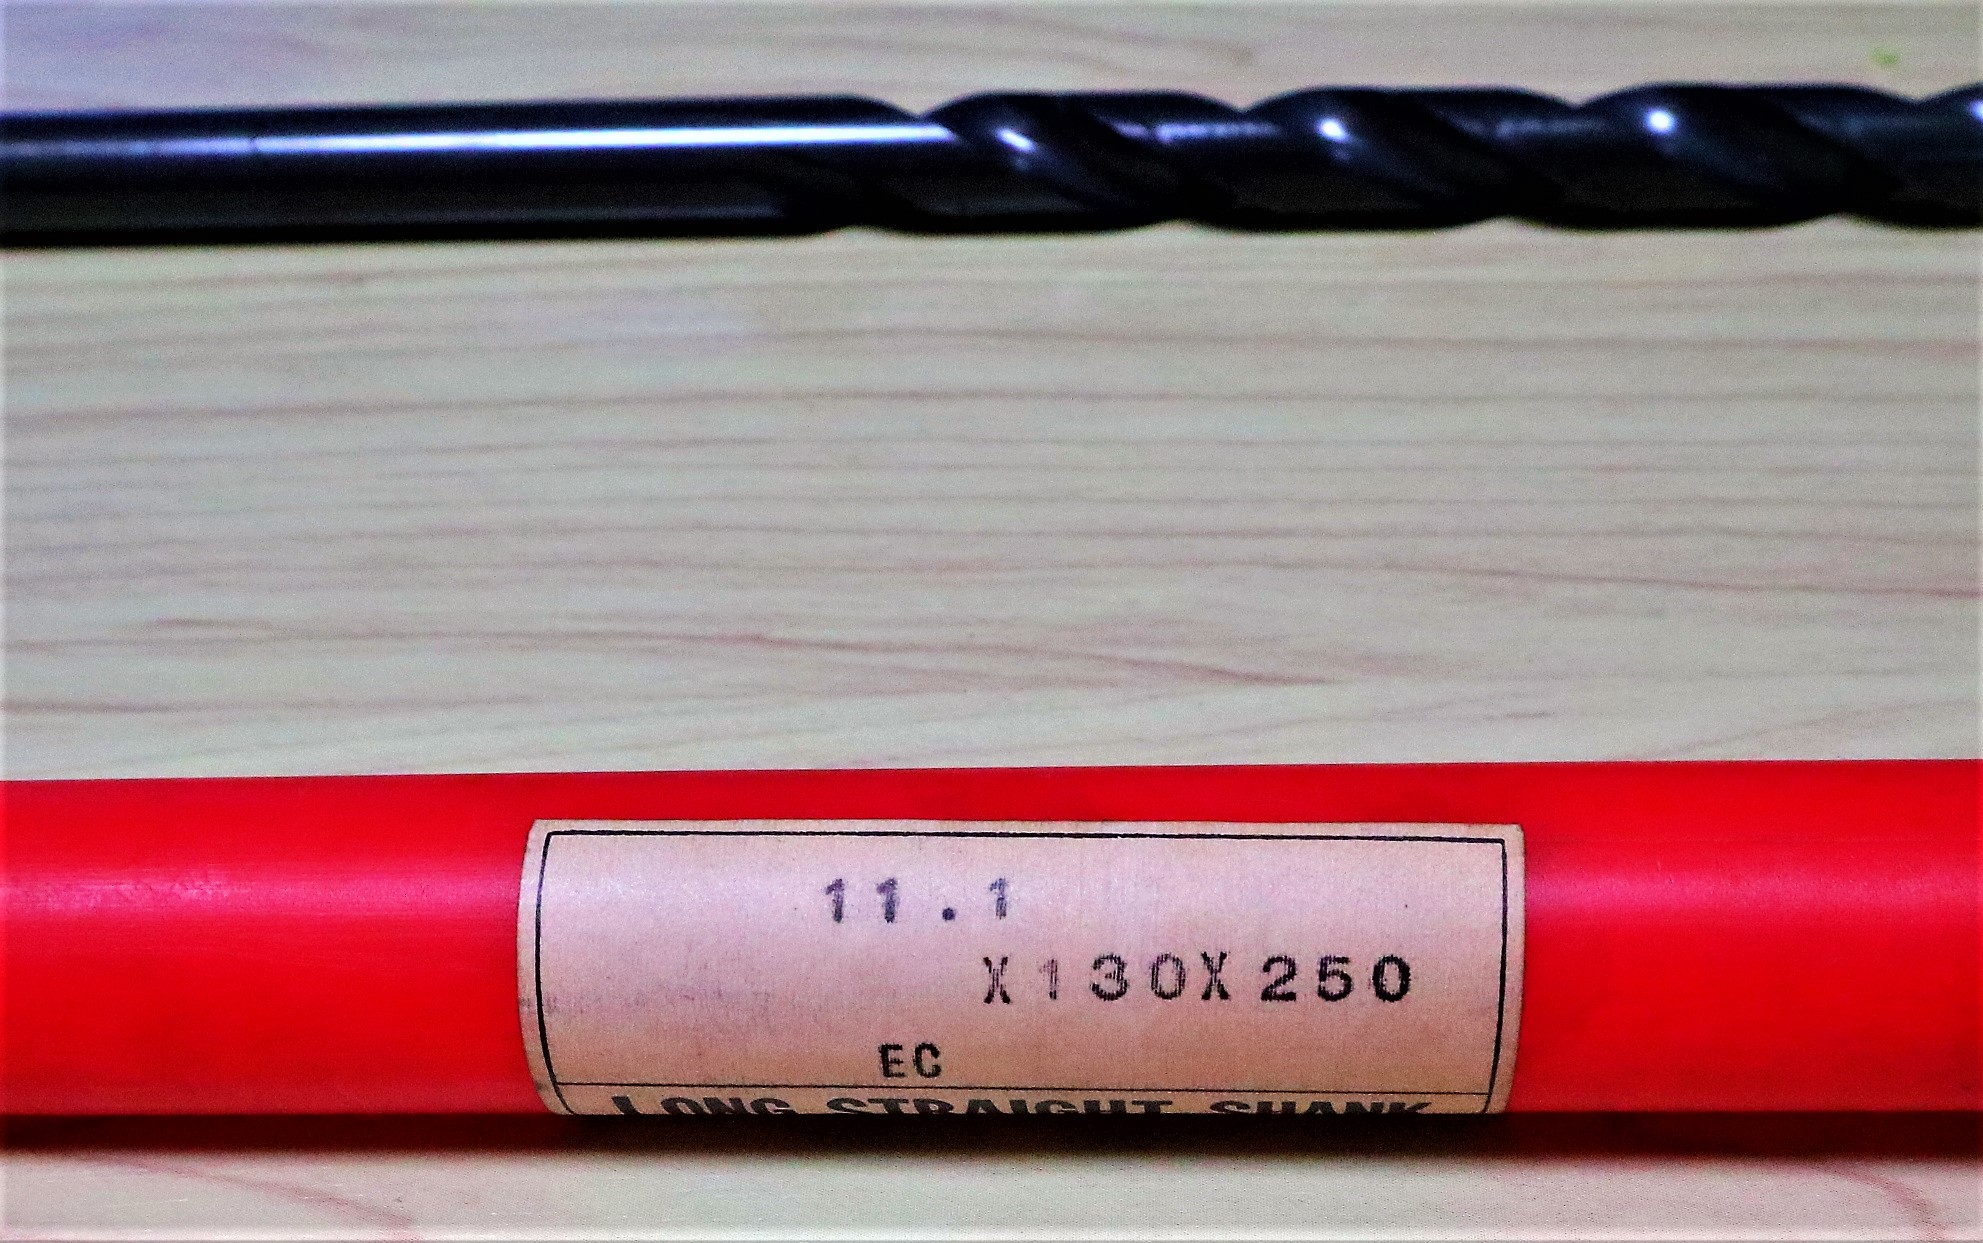 11.1
X130X250
EC
LONG STRAIGHT SHANK